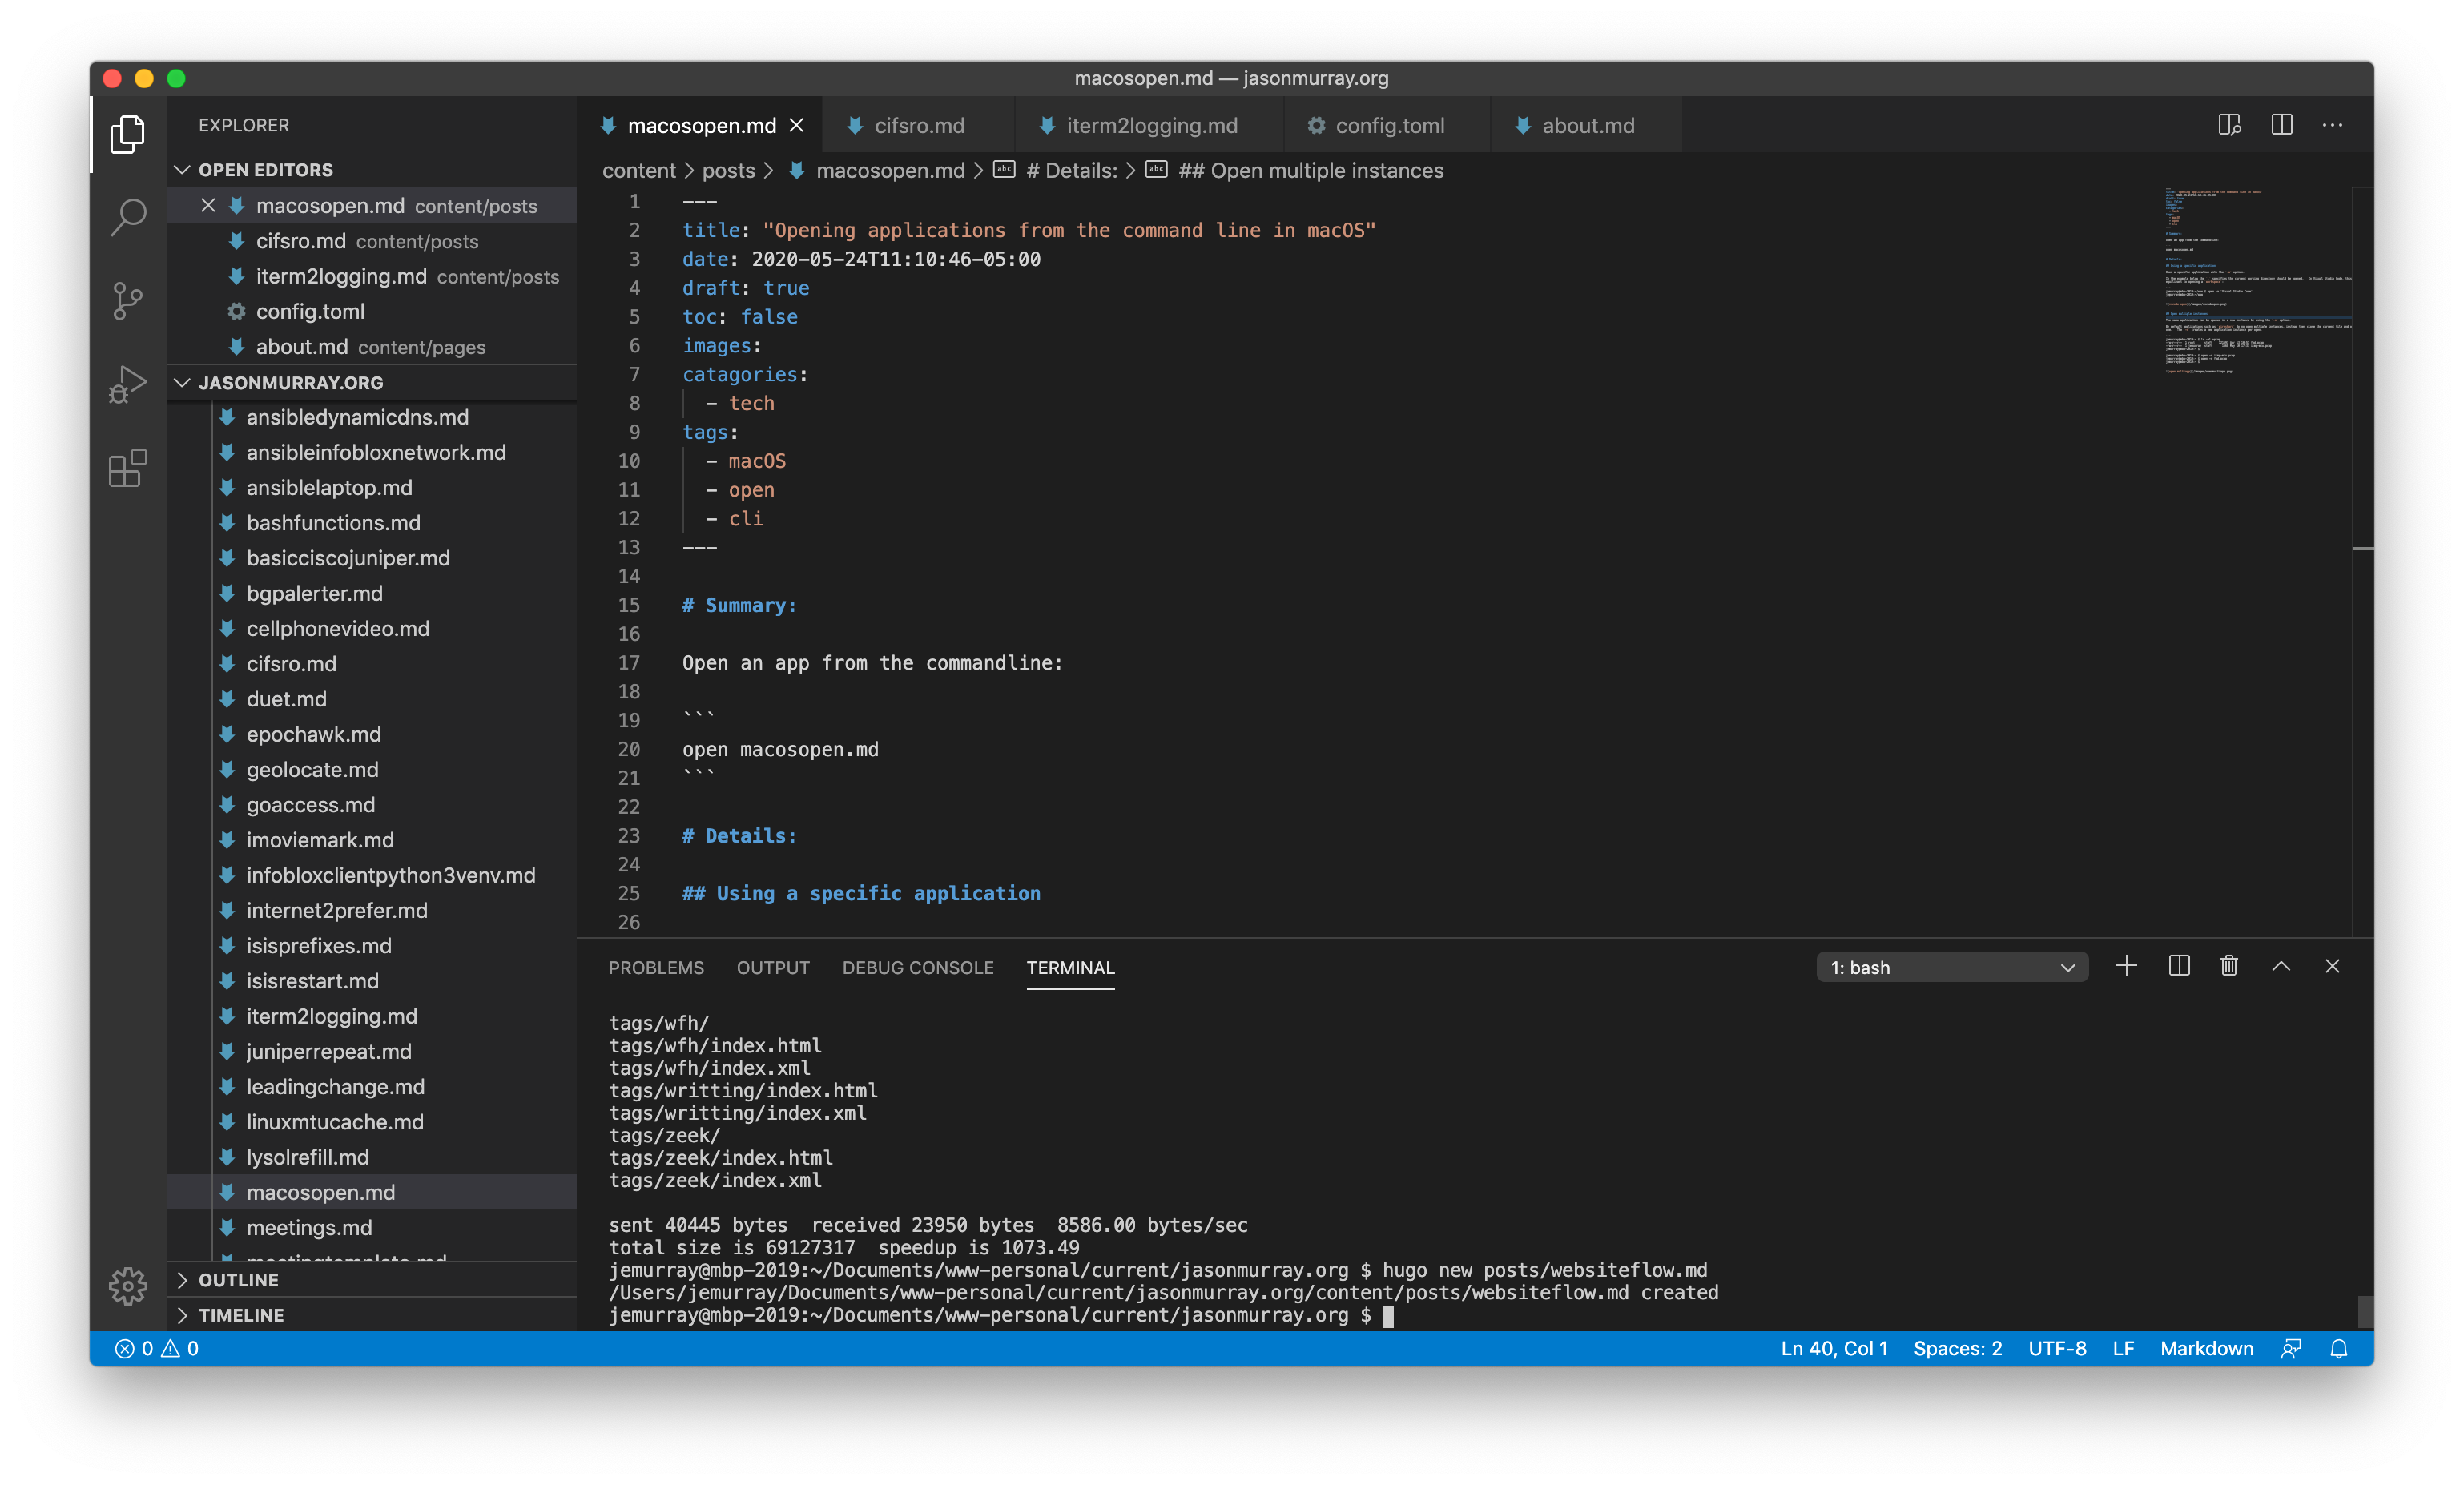 macosopen.md — jasonmurray.org
EXPLORER
OPEN EDITORS
macosopen.md content/posts
cifsro.md content/posts
iterm2logging.md content/posts
config.toml
about.md content/pages
JASONMURRAY.ORG
ansibledynamicdns.md
ansibleinfobloxnetwork.md
ansiblelaptop.md
bashfunctions.md
basicciscojuniper.md
bgpalerter.md
cellphonevideo.md
cifsro.md
duet.md
epochawk.md
geolocate.md
goaccess.md
imoviemark.md
infobloxclientpython3venv.md
internet2prefer.md
isisprefixes.md
isisrestart.md
iterm2logging.md
juniperrepeat.md
leadingchange.md
linuxmtucache.md
lysolrefill.md
macosopen.md
meetings.md
OUTLINE
TIMELINE
macosopen.md cifsro.md iterm2logging.md config.toml about.md
content > posts > macosopen.md > # Details: > ## Open multiple instances
1 ---
2 title: "Opening applications from the command line in macOS"
3 date: 2020-05-24T11:10:46-05:00
4 draft: true
5 toc: false
6 images:
7 catagories:
8 - tech
9 tags:
10 - macOS
11 - open
12 - cli
13 ---
14
15 # Summary:
16
17 Open an app from the commandline:
18
19 ```
20 open macosopen.md
21 ```
22
23 # Details:
24
25 ## Using a specific application
26
PROBLEMS OUTPUT DEBUG CONSOLE TERMINAL 1: bash
tags/wfh/
tags/wfh/index.html
tags/wfh/index.xml
tags/writting/index.html
tags/writting/index.xml
tags/zeek/
tags/zeek/index.html
tags/zeek/index.xml
sent 40445 bytes  received 23950 bytes  8586.00 bytes/sec
total size is 69127317  speedup is 1073.49
jemurray@mbp-2019:~/Documents/www-personal/current/jasonmurray.org $ hugo new posts/websiteflow.md
/Users/jemurray/Documents/www-personal/current/jasonmurray.org/content/posts/websiteflow.md created
jemurray@mbp-2019:~/Documents/www-personal/current/jasonmurray.org $
0 0 Ln 40, Col 1 Spaces: 2 UTF-8 LF Markdown